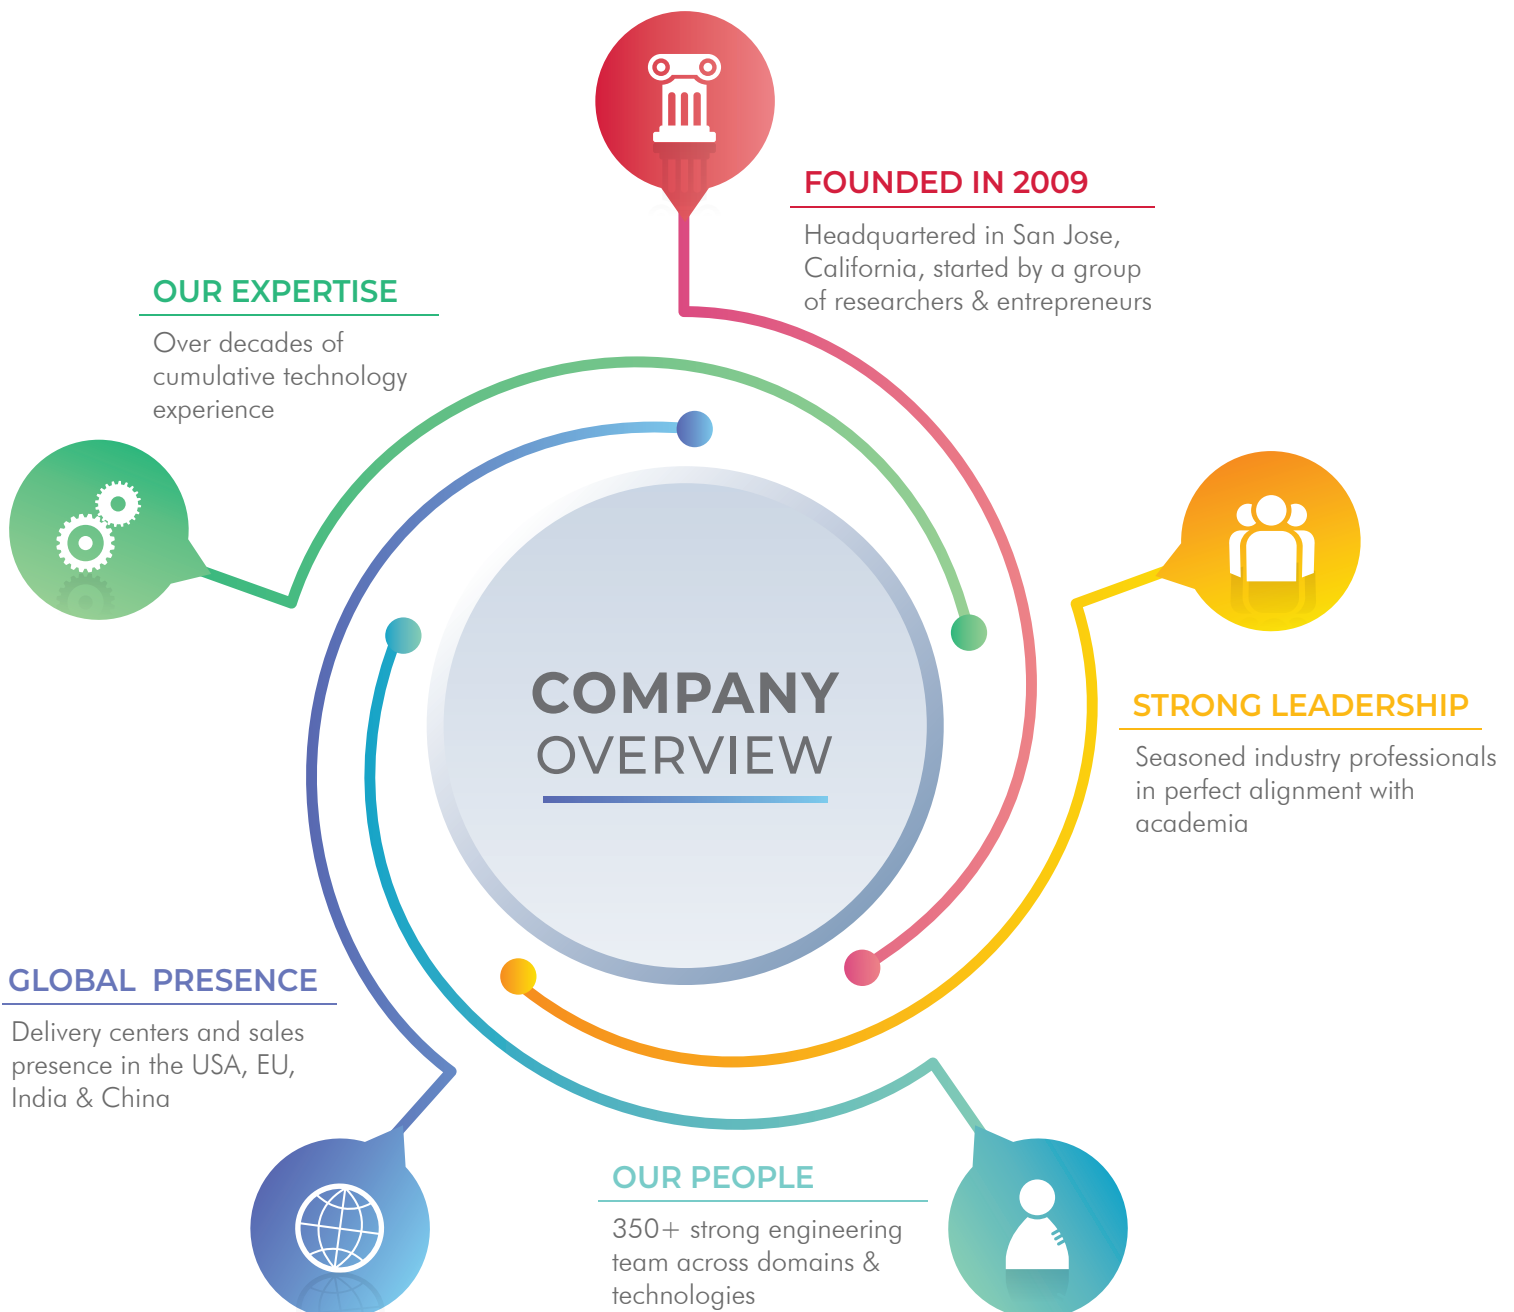 FOUNDED IN 2009
Headquartered in San Jose,
California, started by a group
of researchers & entrepreneurs
OUR EXPERTISE
Over decades of
cumulative technology
experience
COMPANY
OVERVIEW
STRONG LEADERSHIP
Seasoned industry professionals
in perfect alignment with
academia
GLOBAL PRESENCE
Delivery centers and sales
presence in the USA, EU,
India & China
OUR PEOPLE
350+ strong engineering
team across domains &
technologies